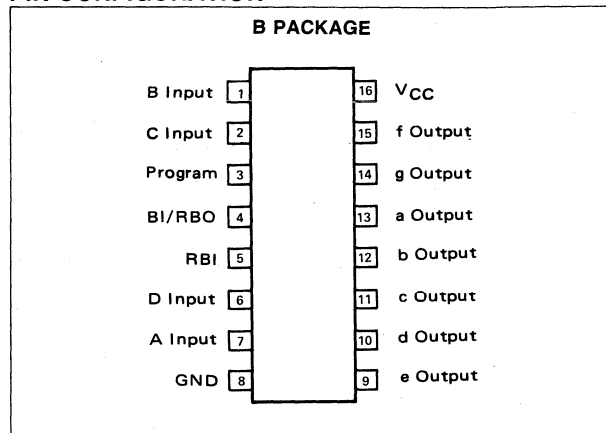 B PACKAGE
B Input 1 16 VCC
C Input 2 15 f Output
Program 3 14 g Output
BI/RBO 4 13 a Output
RBI 5 12 b Output
D Input 6 11 c Output
A Input 7 10 d Output
GND 8 9 e Output